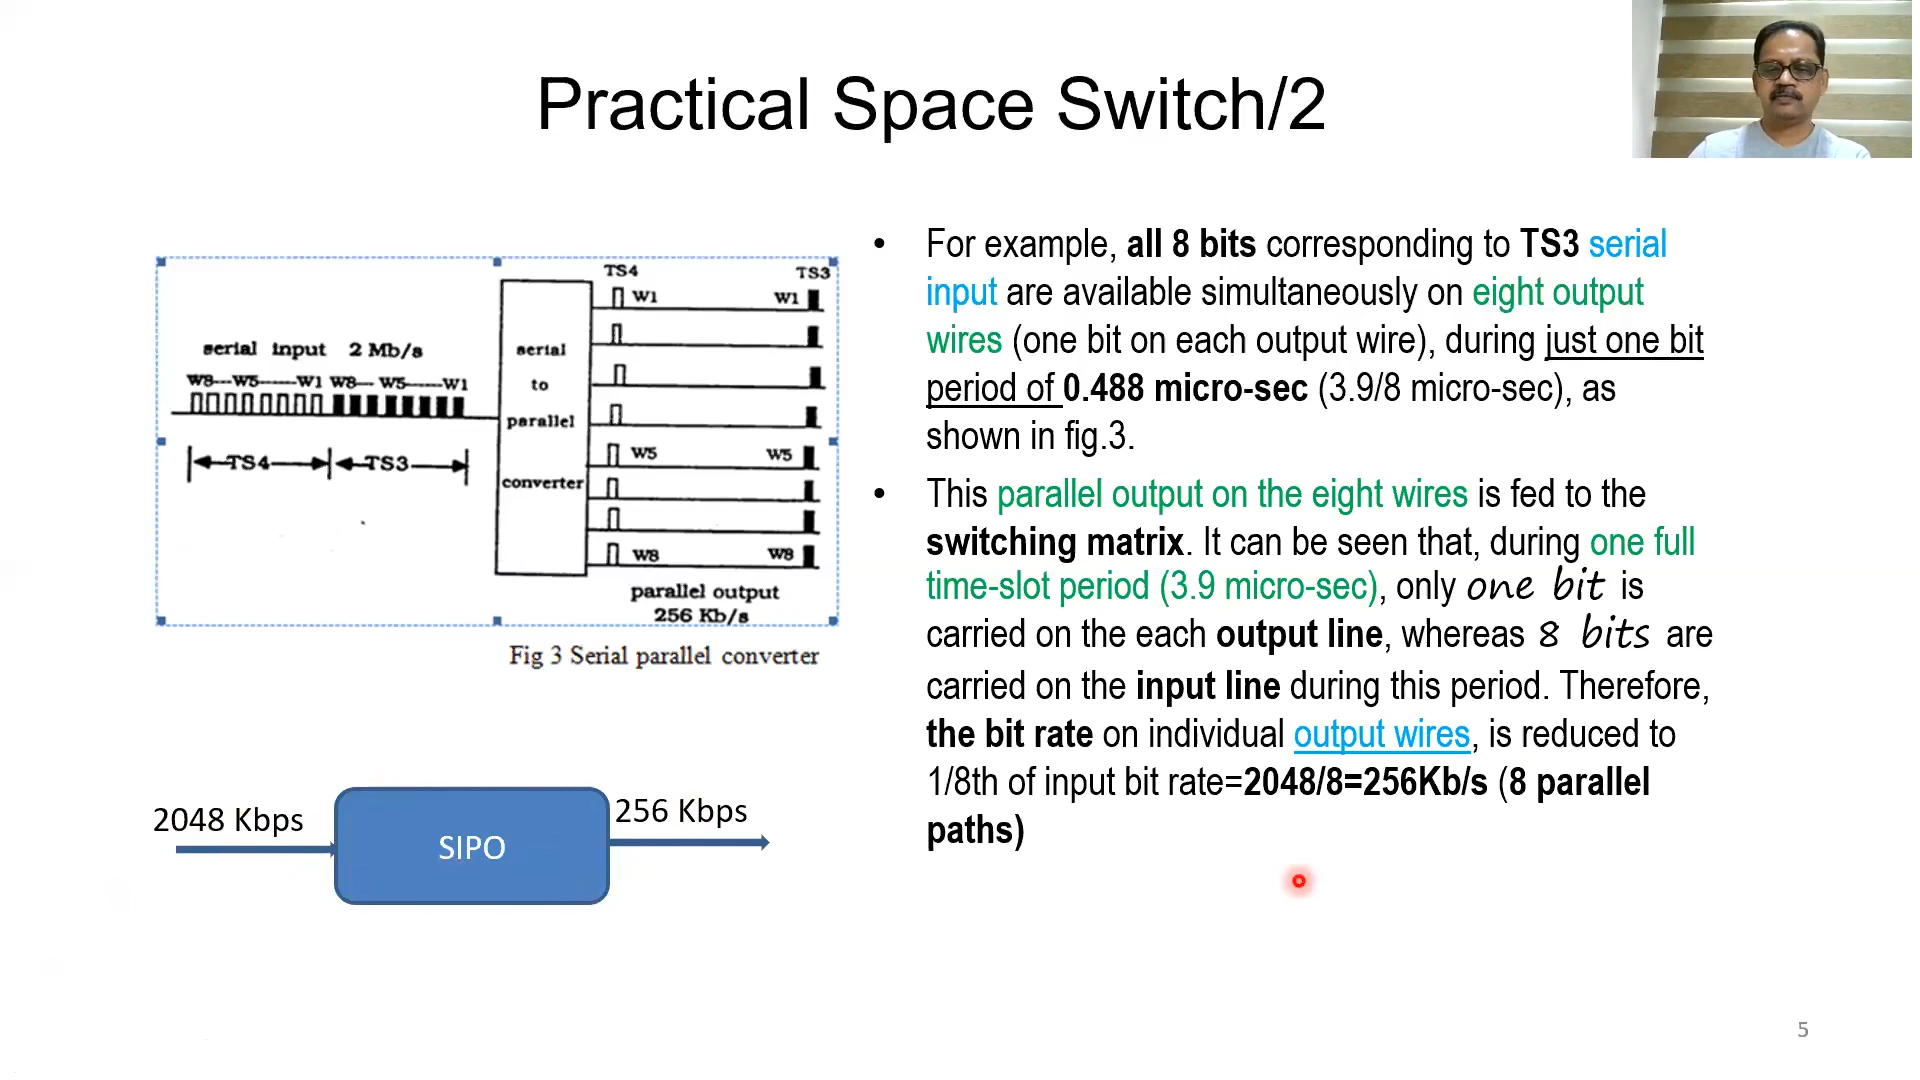 Practical Space Switch/2
TS4 TS3
W1 W1
serial input 2 Mb/s
W8---W5------W1 W8--- W5------W1
serial
to
parallel
converter
TS4 TS3
W5 W5
W8 W8
parallel output
256 Kb/s
Fig 3 Serial parallel converter
2048 Kbps
SIPO
256 Kbps
• For example, all 8 bits corresponding to TS3 serial
input are available simultaneously on eight output
wires (one bit on each output wire), during just one bit
period of 0.488 micro-sec (3.9/8 micro-sec), as
shown in fig.3.
• This parallel output on the eight wires is fed to the
switching matrix. It can be seen that, during one full
time-slot period (3.9 micro-sec), only one bit is
carried on the each output line, whereas 8 bits are
carried on the input line during this period. Therefore,
the bit rate on individual output wires, is reduced to
1/8th of input bit rate=2048/8=256Kb/s (8 parallel
paths)
5